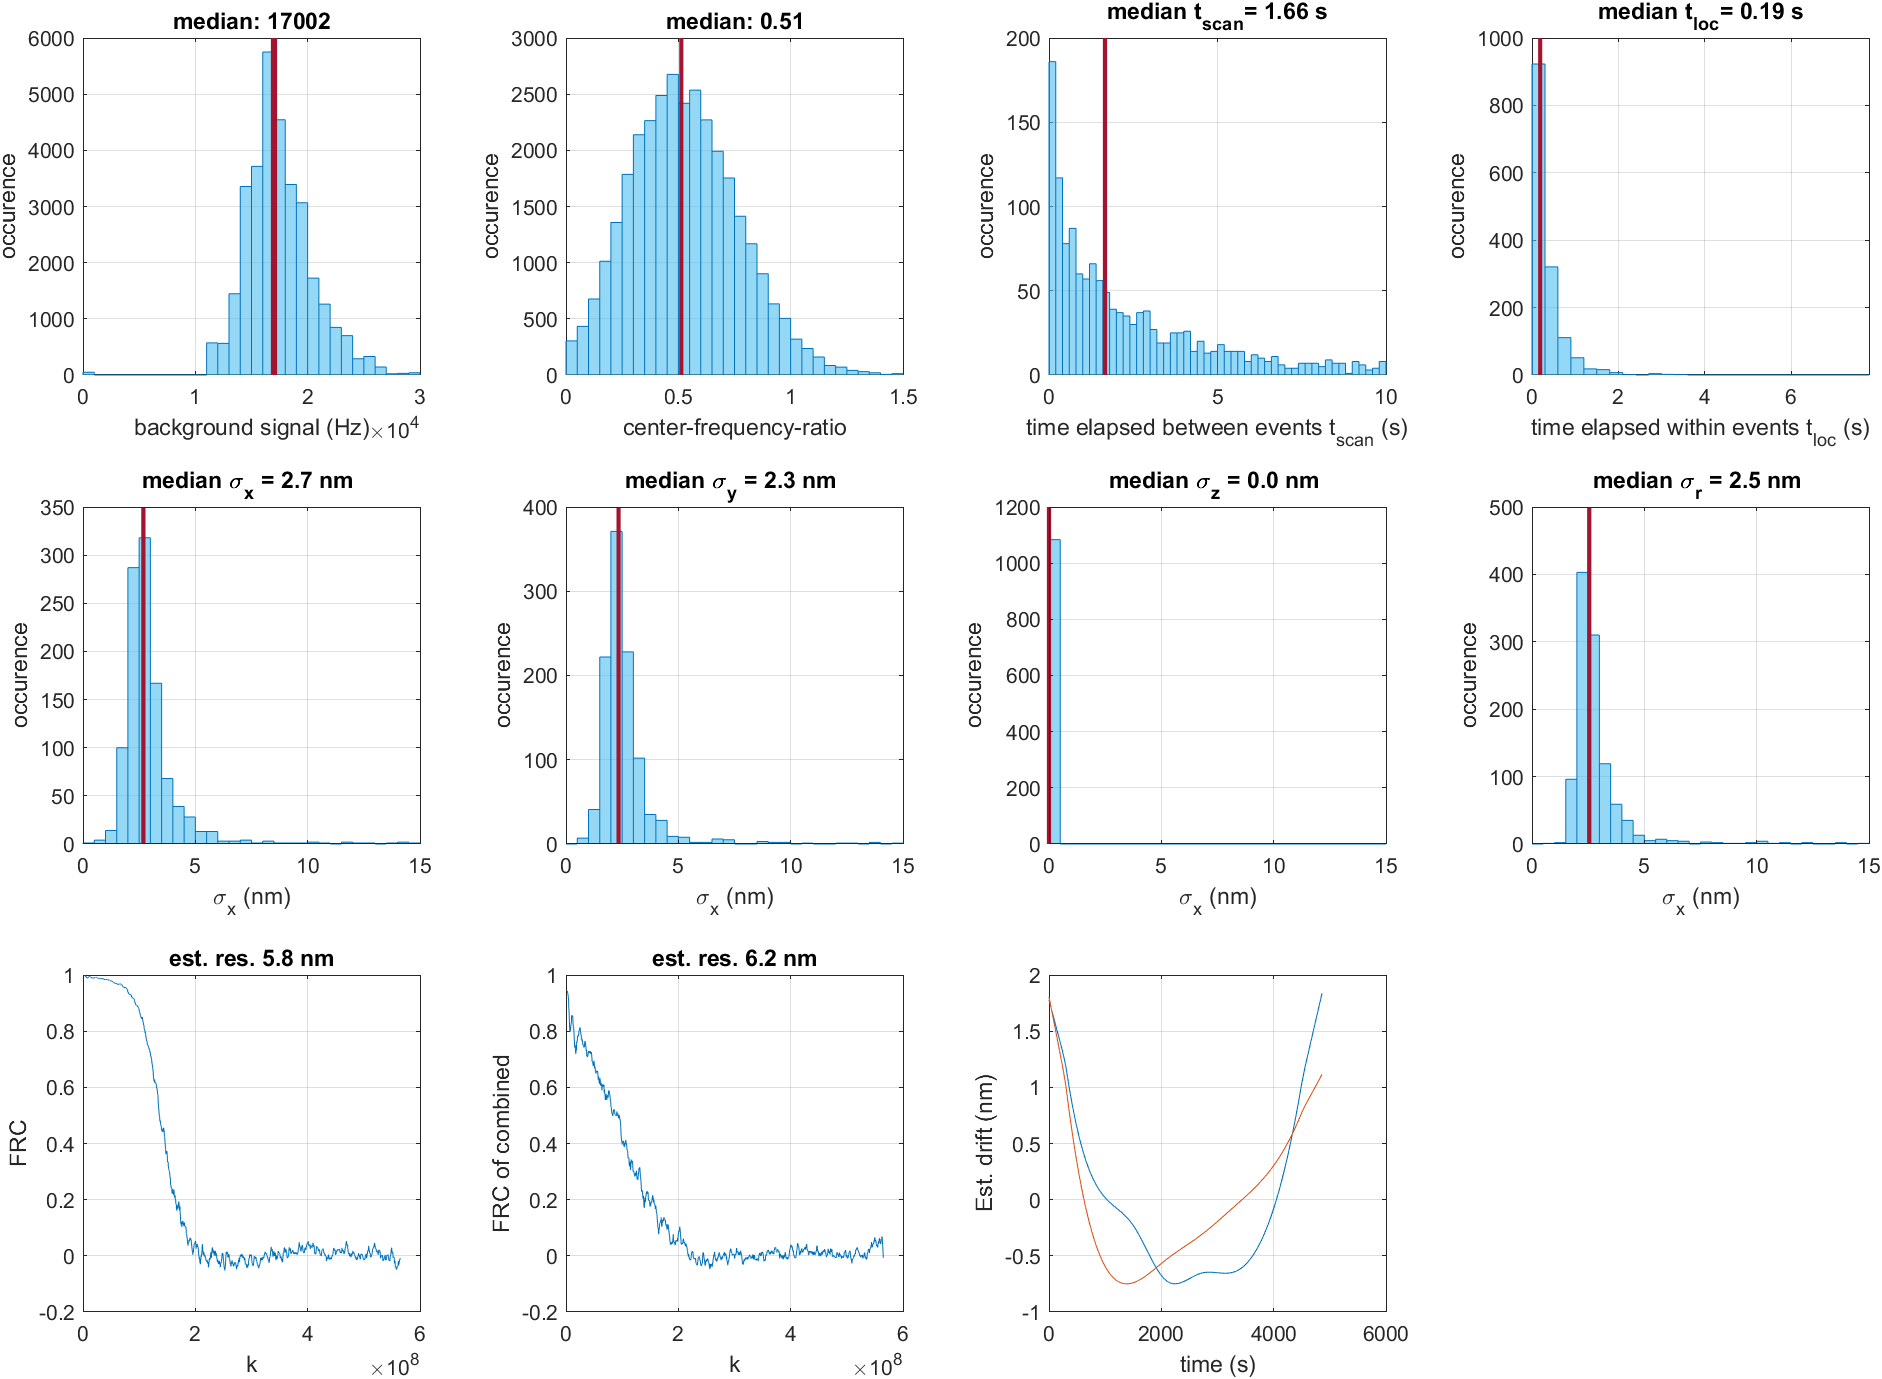 median: 17002
6000
5000
4000
3000
2000
1000
0
0 1 2 3
occurence
background signal (Hz) ×10^4
median: 0.51
3000
2500
2000
1500
1000
500
0
0 0.5 1 1.5
occurence
center-frequency-ratio
median t_scan = 1.66 s
200
150
100
50
0
0 5 10
occurence
time elapsed between events t_scan (s)
median t_loc = 0.19 s
1000
800
600
400
200
0
0 2 4 6
occurence
time elapsed within events t_loc (s)
median σ_x = 2.7 nm
350
300
250
200
150
100
50
0
0 5 10 15
occurence
σ_x (nm)
median σ_y = 2.3 nm
400
300
200
100
0
0 5 10 15
occurence
σ_x (nm)
median σ_z = 0.0 nm
1200
1000
800
600
400
200
0
0 5 10 15
occurence
σ_x (nm)
median σ_r = 2.5 nm
500
400
300
200
100
0
0 5 10 15
occurence
σ_x (nm)
est. res. 5.8 nm
1
0.8
0.6
0.4
0.2
0
-0.2
0 2 4 6
FRC
k ×10^8
est. res. 6.2 nm
1
0.8
0.6
0.4
0.2
0
-0.2
0 2 4 6
FRC of combined
k ×10^8
2
1.5
1
0.5
0
-0.5
-1
0 2000 4000 6000
Est. drift (nm)
time (s)